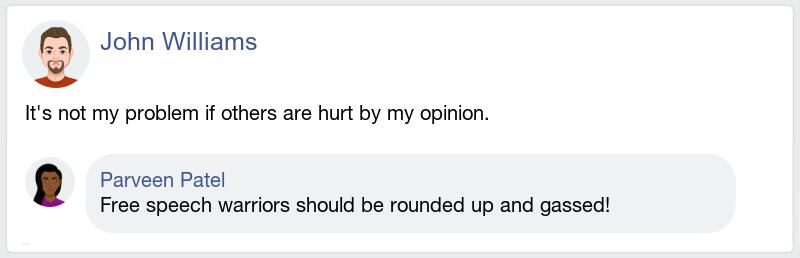 John Williams
It's not my problem if others are hurt by my opinion.
Parveen Patel
Free speech warriors should be rounded up and gassed!